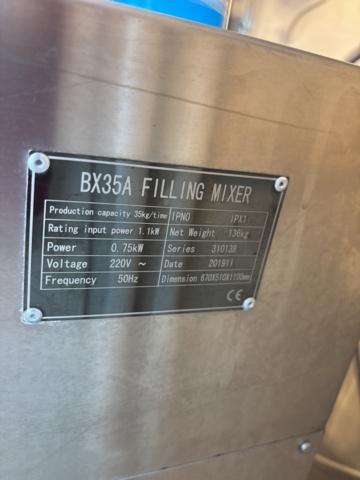 BX35A FILLING MIXER
Production capacity 35kg/time IPNO IPX1
Rating input power 1.1kW Net Weight 136kg
Power 0.75kW Series 310138
Voltage 220V ~ Date 201911
Frequency 50Hz Dimension 670X510X1100mm
CE